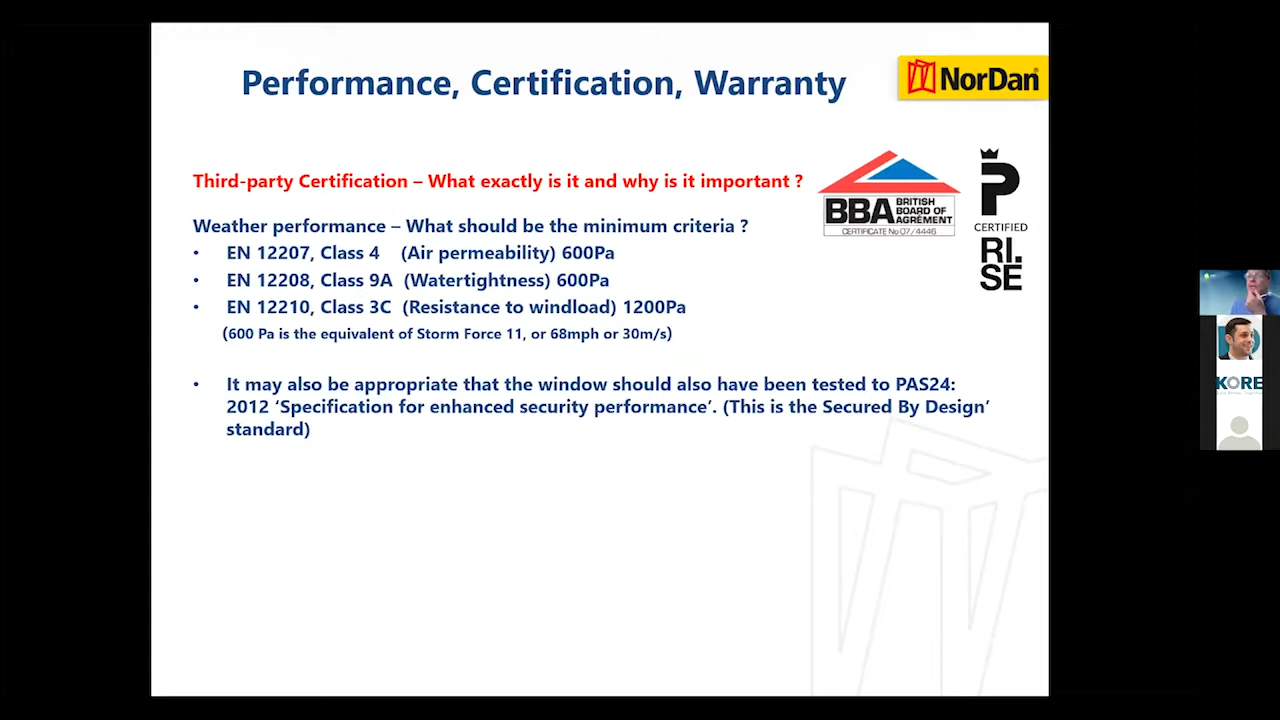 Performance, Certification, Warranty
NorDan
Third-party Certification – What exactly is it and why is it important ?
BBA BRITISH
BOARD OF
AGRÉMENT
CERTIFICATE No 07/4446
P
CERTIFIED
RI.
SE
Weather performance – What should be the minimum criteria ?
• EN 12207, Class 4 (Air permeability) 600Pa
• EN 12208, Class 9A (Watertightness) 600Pa
• EN 12210, Class 3C (Resistance to windload) 1200Pa
(600 Pa is the equivalent of Storm Force 11, or 68mph or 30m/s)
• It may also be appropriate that the window should also have been tested to PAS24:
2012 ‘Specification for enhanced security performance’. (This is the Secured By Design’
standard)
KORE